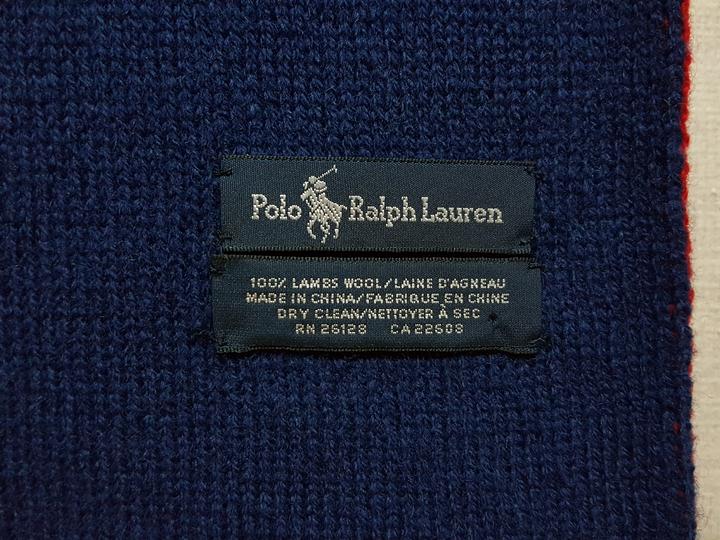 Polo Ralph Lauren
100% LAMBS WOOL/LAINE D'AGNEAU
MADE IN CHINA/FABRIQUE EN CHINE
DRY CLEAN/NETTOYER À SEC
RN 26128 CA 22608